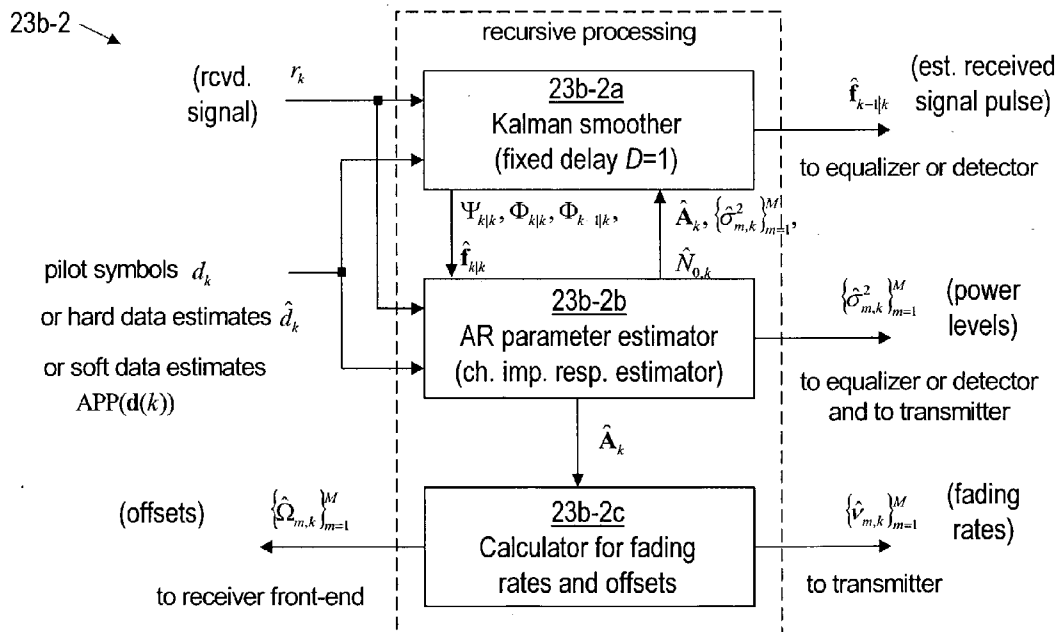 23b-2
recursive processing
(rcvd. signal)
r_k
23b-2a
Kalman smoother
(fixed delay D=1)
f̂_{k-1|k}
(est. received
signal pulse)
to equalizer or detector
Ψ_{k|k}, Φ_{k|k}, Φ_{k 1|k},
f̂_{k|k}
Â_k, {σ̂²_{m,k}}^M_{m=1},
N̂_{0,k}
pilot symbols d_k
or hard data estimates d̂_k
or soft data estimates
APP(d(k))
23b-2b
AR parameter estimator
(ch. imp. resp. estimator)
{σ̂²_{m,k}}^M_{m=1}
(power
levels)
to equalizer or detector
and to transmitter
Â_k
(offsets)
{Ω̂_{m,k}}^M_{m=1}
to receiver front-end
23b-2c
Calculator for fading
rates and offsets
{ν̂_{m,k}}^M_{m=1}
(fading
rates)
to transmitter